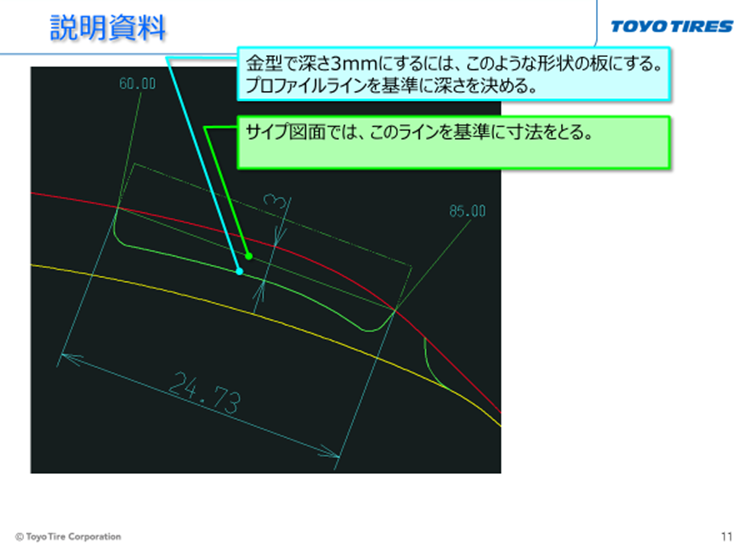 説明資料
TOYO TIRES
金型で深さ3mmにするには、このような形状の板にする。
プロファイルラインを基準に深さを決める。
サイプ図面では、このラインを基準に寸法をとる。
60.00
3
85.00
24.73
© Toyo Tire Corporation
11